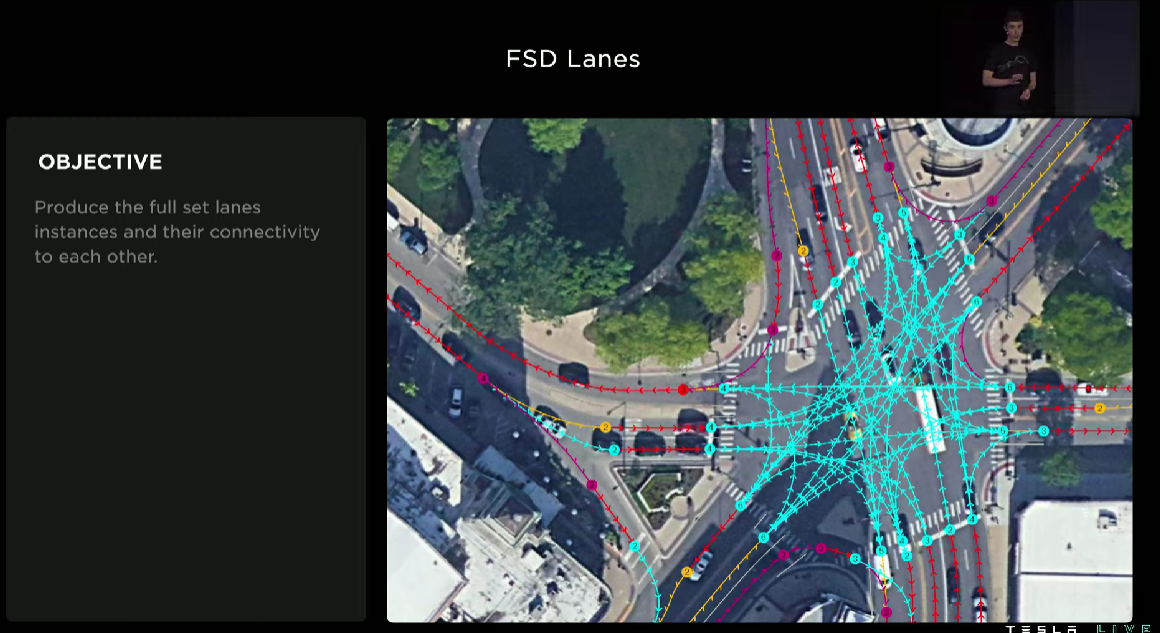 FSD Lanes
OBJECTIVE
Produce the full set lanes
instances and their connectivity
to each other.
TESLA LIVE